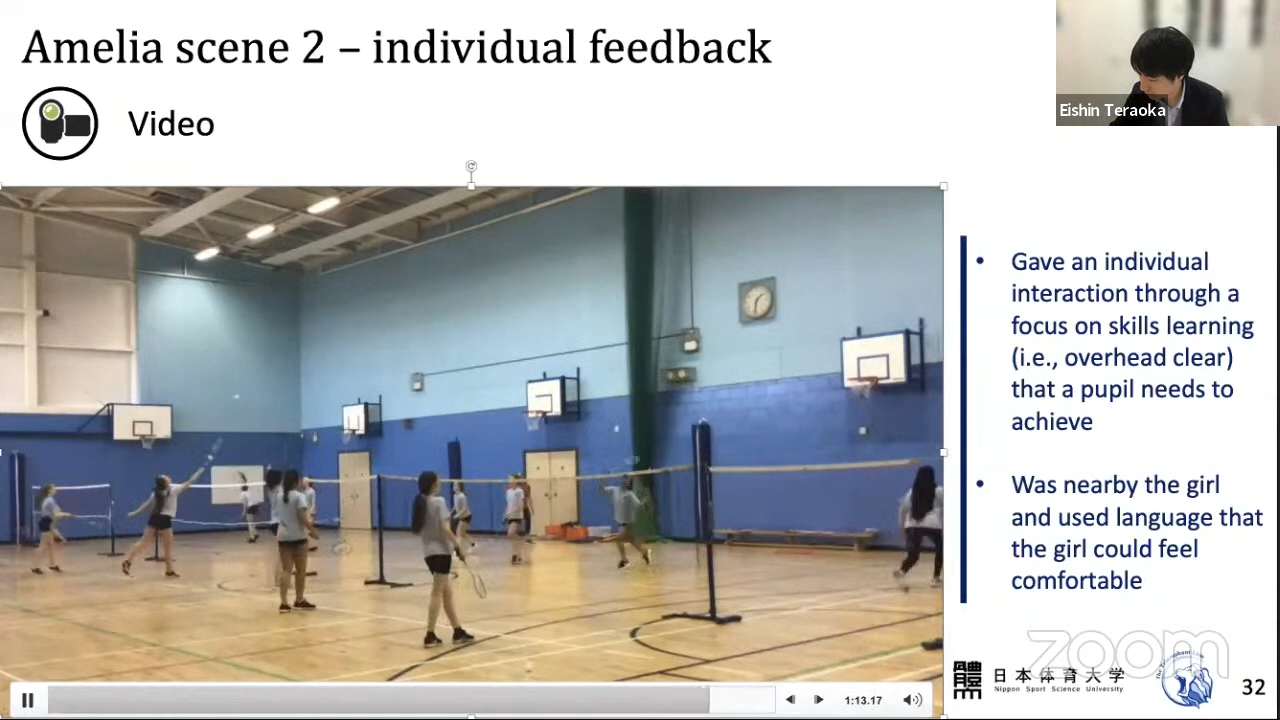 Amelia scene 2 – individual feedback
Eishin Teraoka
Video
• Gave an individual
interaction through a
focus on skills learning
(i.e., overhead clear)
that a pupil needs to
achieve
• Was nearby the girl
and used language that
the girl could feel
comfortable
zoom
日本体育大学
Nippon Sport Science University
1:13.17
32